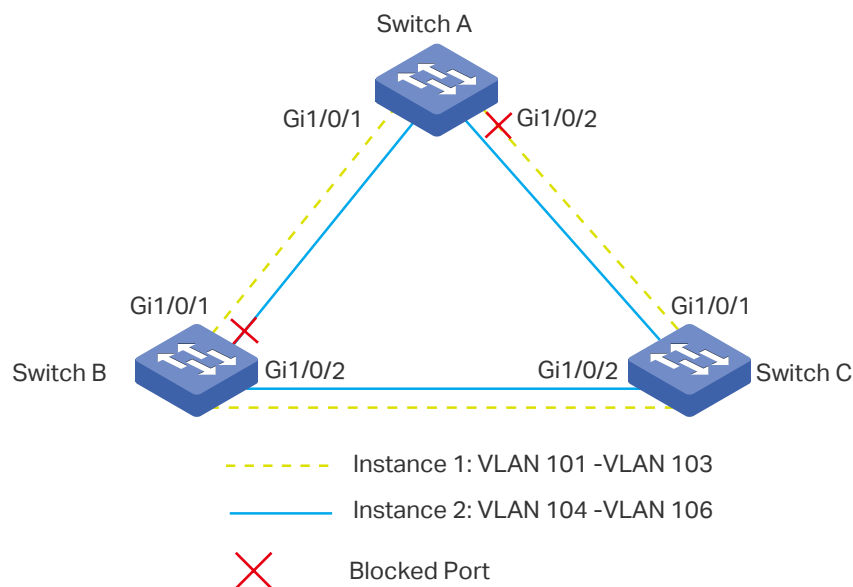 Switch A
Gi1/0/1
Gi1/0/2
Gi1/0/1
Gi1/0/1
Switch B
Gi1/0/2
Gi1/0/2
Switch C
Instance 1: VLAN 101 -VLAN 103
Instance 2: VLAN 104 -VLAN 106
Blocked Port